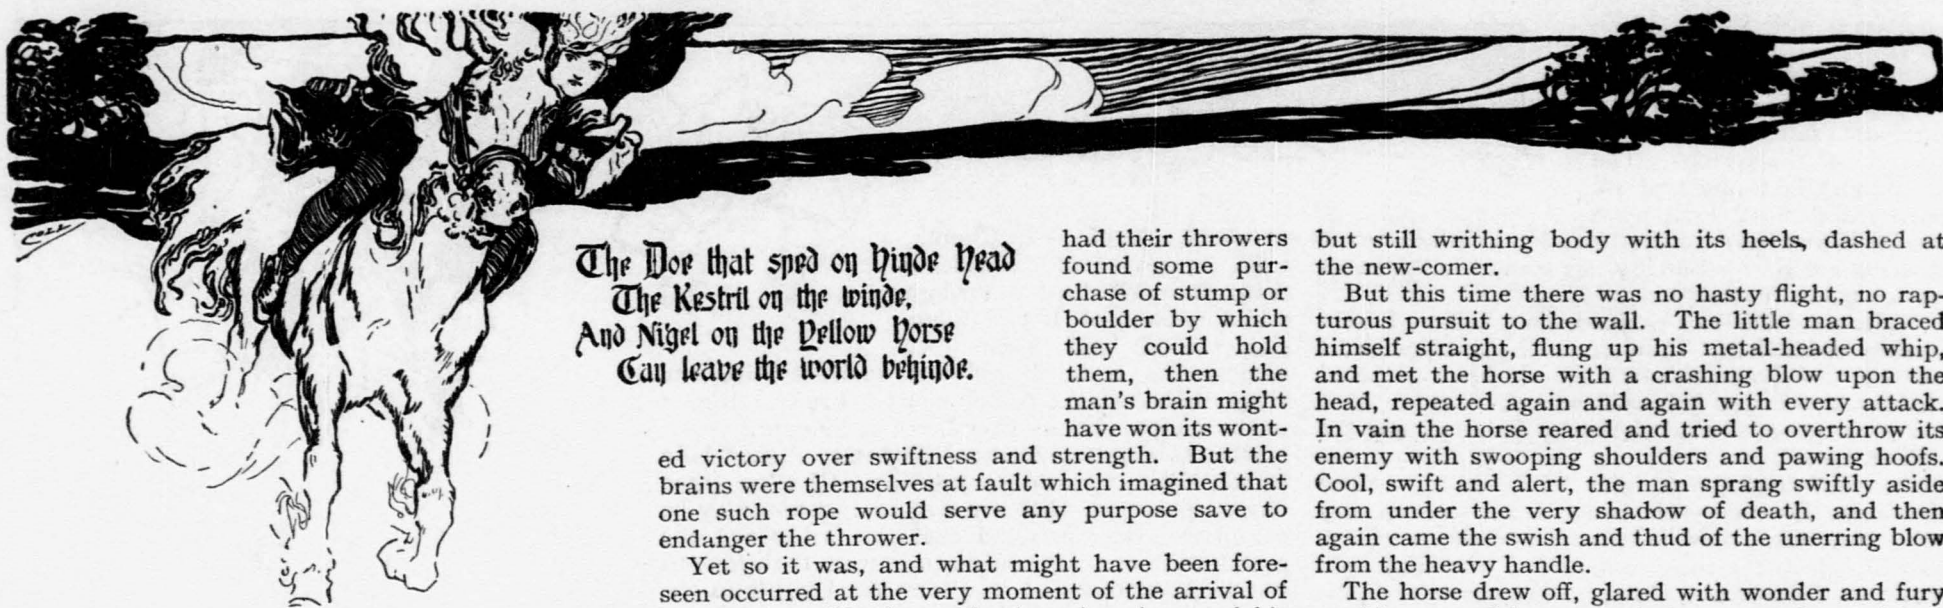 COLL
The Doe that sped on Hinde Head
The Kestril on the winde,
And Nigel on the Yellow Horse
Can leave the world behinde.
had their throwers
found some pur-
chase of stump or
boulder by which
they could hold
them, then the
man's brain might
have won its wont-
ed victory over swiftness and strength. But the
brains were themselves at fault which imagined that
one such rope would serve any purpose save to
endanger the thrower.
Yet so it was, and what might have been fore-
seen occurred at the very moment of the arrival of
but still writhing body with its heels, dashed at
the new-comer.
But this time there was no hasty flight, no rap-
turous pursuit to the wall. The little man braced
himself straight, flung up his metal-headed whip,
and met the horse with a crashing blow upon the
head, repeated again and again with every attack.
In vain the horse reared and tried to overthrow its
enemy with swooping shoulders and pawing hoofs.
Cool, swift and alert, the man sprang swiftly aside
from under the very shadow of death, and then
again came the swish and thud of the unerring blow
from the heavy handle.
The horse drew off, glared with wonder and fury